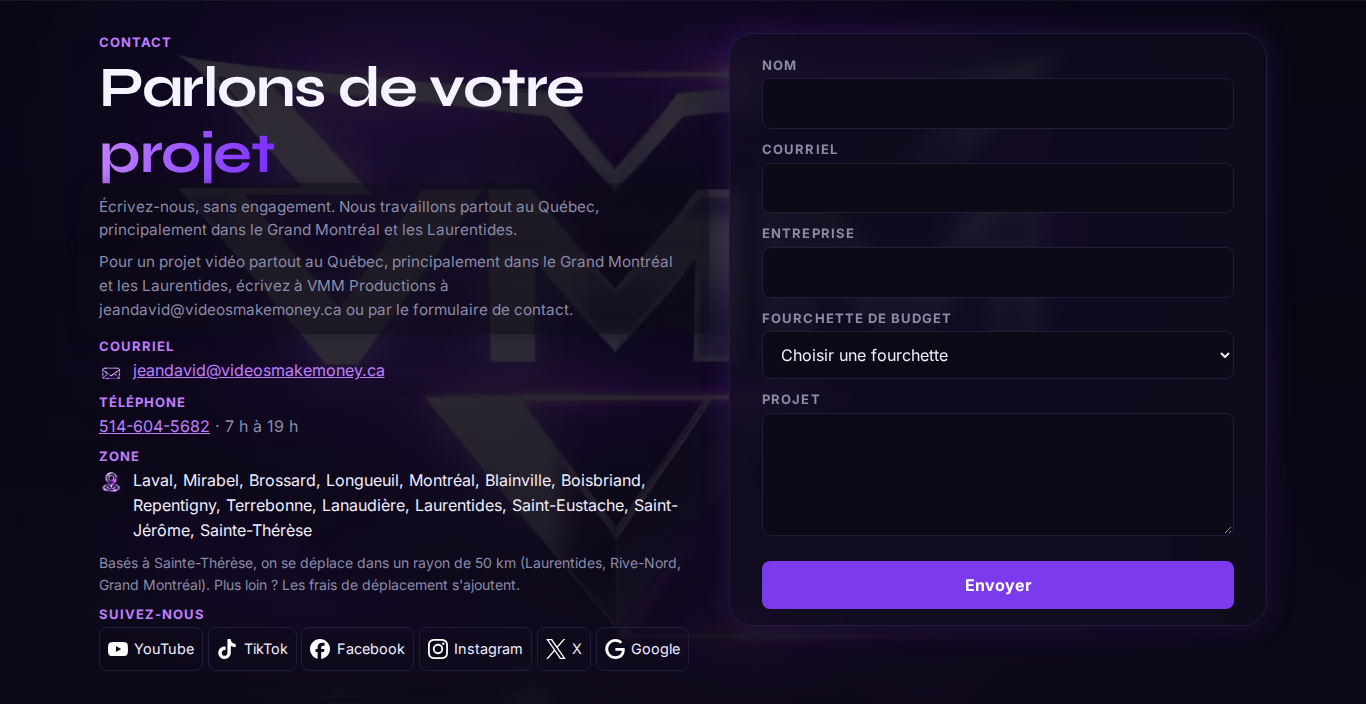 CONTACT
Parlons de votre
projet
Écrivez-nous, sans engagement. Nous travaillons partout au Québec,
principalement dans le Grand Montréal et les Laurentides.
Pour un projet vidéo partout au Québec, principalement dans le Grand Montréal
et les Laurentides, écrivez à VMM Productions à
jeandavid@videosmakemoney.ca ou par le formulaire de contact.
COURRIEL
jeandavid@videosmakemoney.ca
TÉLÉPHONE
514-604-5682 · 7 h à 19 h
ZONE
Laval, Mirabel, Brossard, Longueuil, Montréal, Blainville, Boisbriand,
Repentigny, Terrebonne, Lanaudière, Laurentides, Saint-Eustache, Saint-
Jérôme, Sainte-Thérèse
Basés à Sainte-Thérèse, on se déplace dans un rayon de 50 km (Laurentides, Rive-Nord,
Grand Montréal). Plus loin ? Les frais de déplacement s'ajoutent.
SUIVEZ-NOUS
YouTube TikTok Facebook Instagram X Google
NOM
COURRIEL
ENTREPRISE
FOURCHETTE DE BUDGET
Choisir une fourchette
PROJET
Envoyer